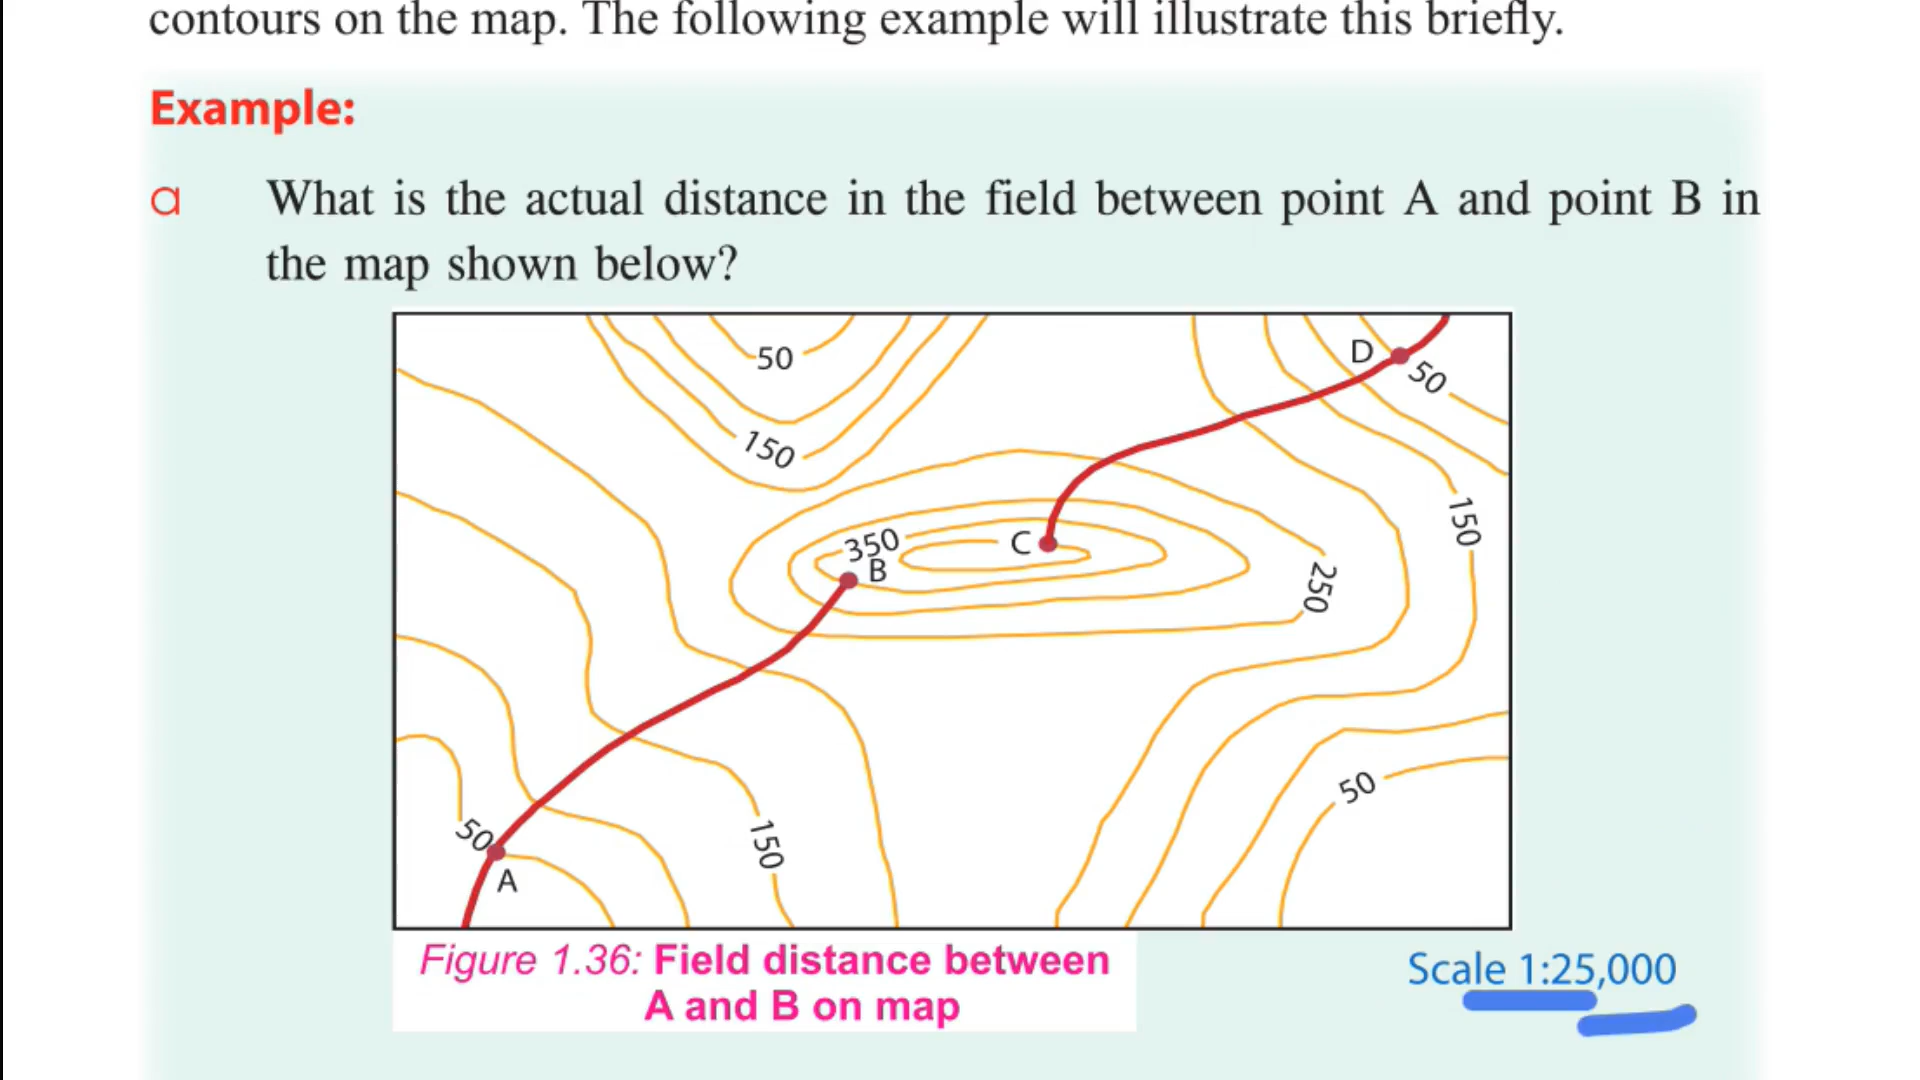 contours on the map. The following example will illustrate this briefly.
Example:
a What is the actual distance in the field between point A and point B in
the map shown below?
50
D
50
150
150
350
C
B
250
50
50
150
A
Figure 1.36: Field distance between
A and B on map
Scale 1:25,000